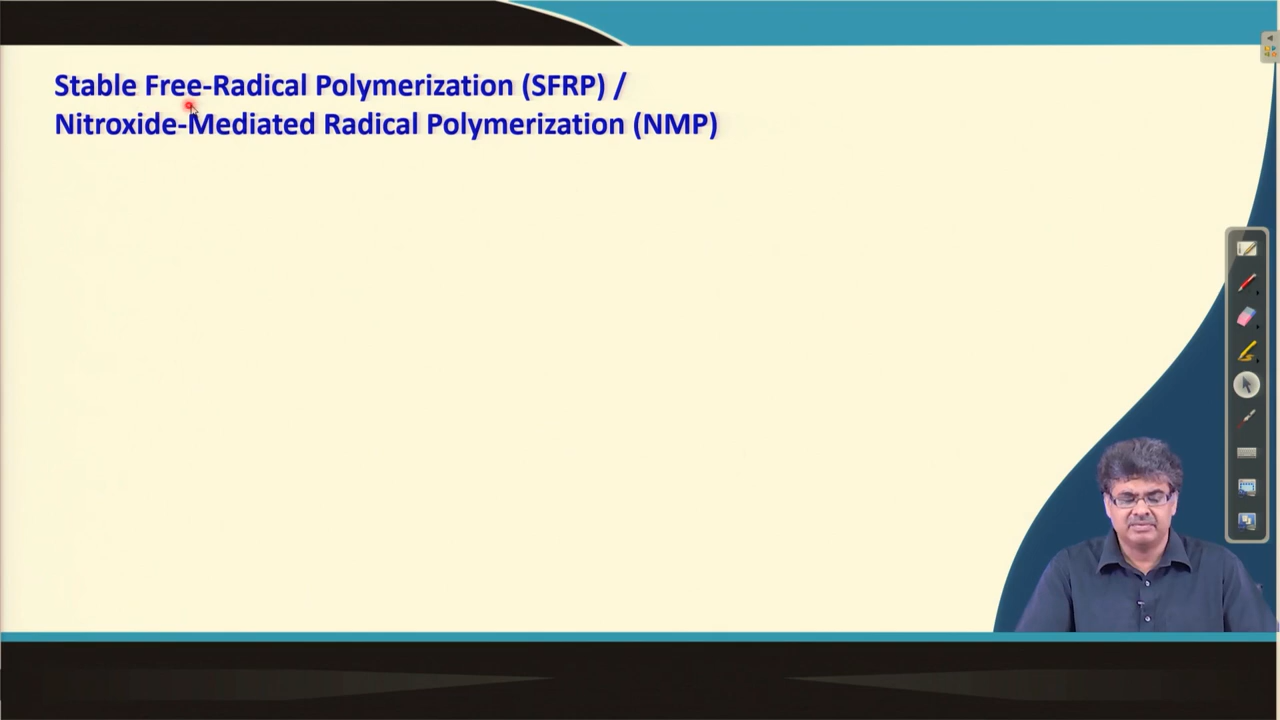 Stable Free-Radical Polymerization (SFRP) /
Nitroxide-Mediated Radical Polymerization (NMP)